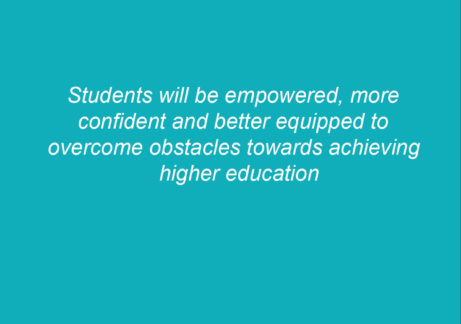 Students will be empowered, more
confident and better equipped to
overcome obstacles towards achieving
higher education